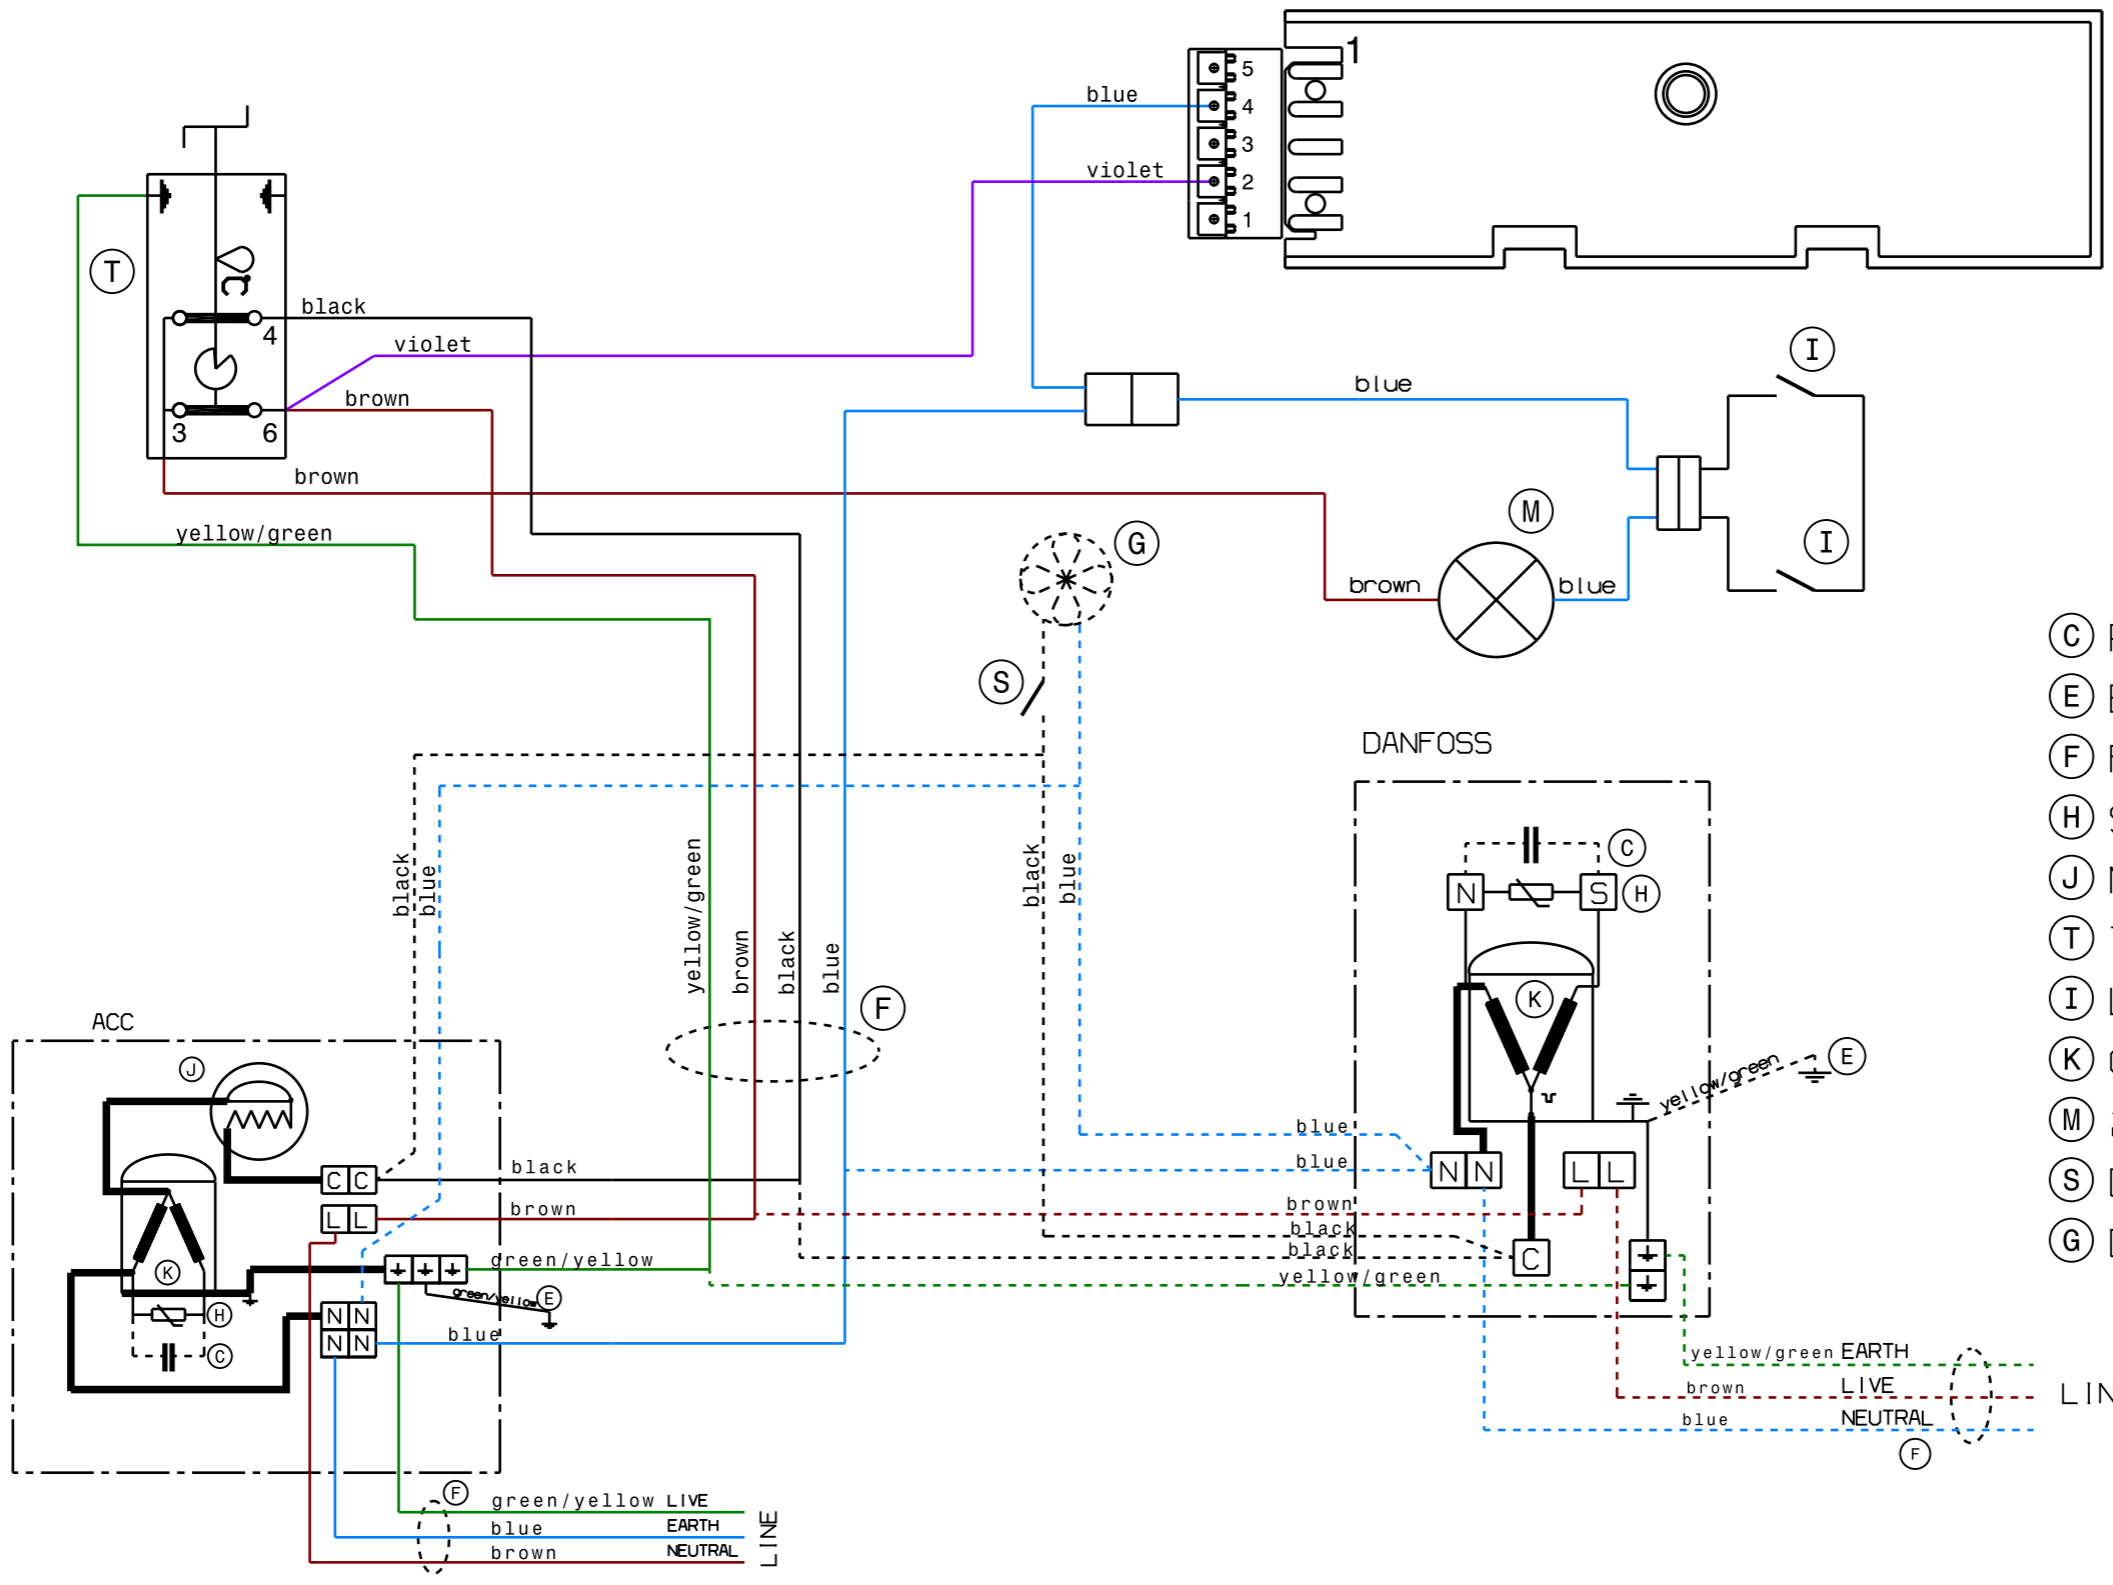 1
5
blue
4
3
violet
2
1
T
black
4
violet
brown
3
6
brown
yellow/green
blue
I
M
I
brown
blue
G
S
C
E
F
H
J
T
I
K
M
S
G
DANFOSS
C
N
S
H
K
black
blue
yellow/green
brown
black
blue
black
blue
F
yellow/green
E
ACC
J
C C
black
L L
brown
green/yellow
green/yellow
E
K
H
C
N N
N N
blue
blue
blue
N N
L L
brown
black
black
C
yellow/green
yellow/green EARTH
brown LIVE
blue NEUTRAL
F
F
green/yellow LIVE
blue EARTH
brown NEUTRAL
LINE
LIN